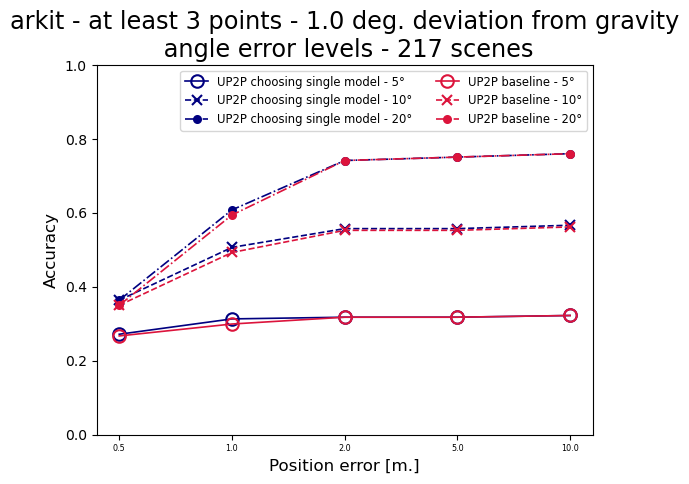 arkit - at least 3 points - 1.0 deg. deviation from gravity
angle error levels - 217 scenes
UP2P choosing single model - 5°
UP2P choosing single model - 10°
UP2P choosing single model - 20°
UP2P baseline - 5°
UP2P baseline - 10°
UP2P baseline - 20°
1.0
0.8
0.6
0.4
0.2
0.0
Accuracy
0.5 1.0 2.0 5.0 10.0
Position error [m.]